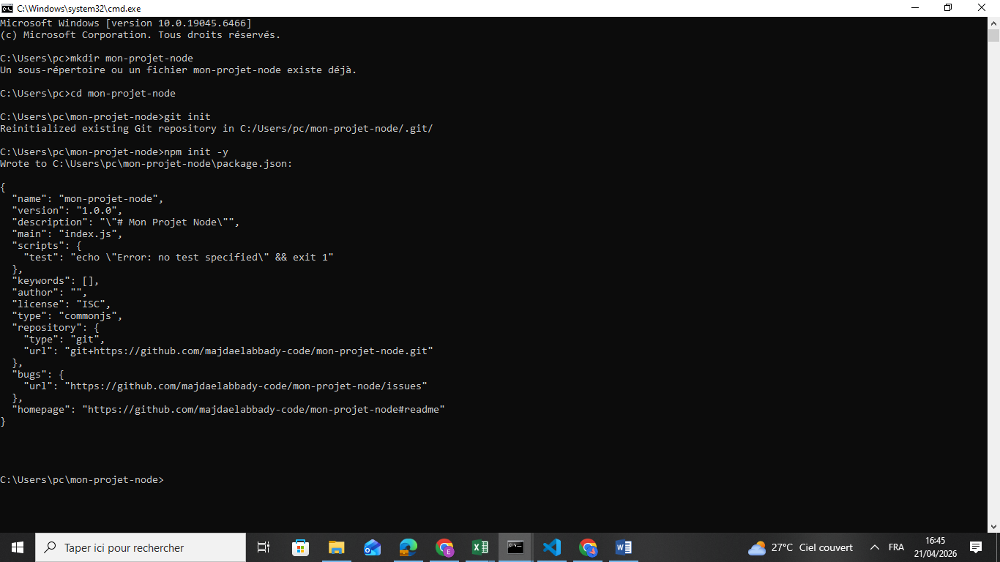 C:\Windows\system32\cmd.exe
Microsoft Windows [version 10.0.19045.6466]
(c) Microsoft Corporation. Tous droits réservés.
C:\Users\pc>mkdir mon-projet-node
Un sous-répertoire ou un fichier mon-projet-node existe déjà.
C:\Users\pc>cd mon-projet-node
C:\Users\pc\mon-projet-node>git init
Reinitialized existing Git repository in C:/Users/pc/mon-projet-node/.git/
C:\Users\pc\mon-projet-node>npm init -y
Wrote to C:\Users\pc\mon-projet-node\package.json:
{
  "name": "mon-projet-node",
  "version": "1.0.0",
  "description": "\"# Mon Projet Node\"",
  "main": "index.js",
  "scripts": {
    "test": "echo \"Error: no test specified\" && exit 1"
  },
  "keywords": [],
  "author": "",
  "license": "ISC",
  "type": "commonjs",
  "repository": {
    "type": "git",
    "url": "git+https://github.com/majdaelabbady-code/mon-projet-node.git"
  },
  "bugs": {
    "url": "https://github.com/majdaelabbady-code/mon-projet-node/issues"
  },
  "homepage": "https://github.com/majdaelabbady-code/mon-projet-node#readme"
}
C:\Users\pc\mon-projet-node>
Taper ici pour rechercher
27°C Ciel couvert
FRA
16:45
21/04/2026